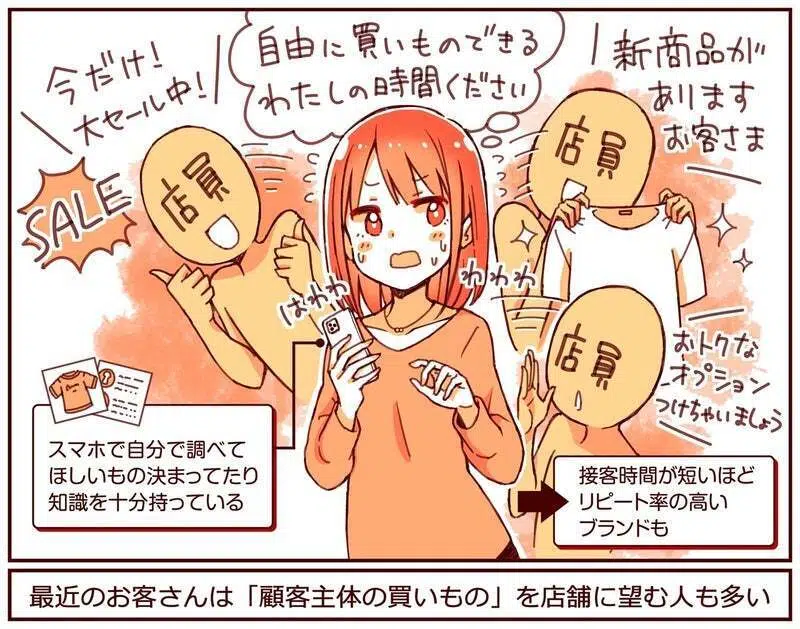 今だけ!
大セール中!
SALE
店員
自由に買いものできる
わたしの時間ください
新商品が
あります
お客さま
店員
はわわ
わわわ
店員
おトクな
オプション
つけちゃいましょう
スマホで自分で調べて
ほしいもの決まってたり
知識を十分持っている
接客時間が短いほど
リピート率の高い
ブランドも
最近のお客さんは「顧客主体の買いもの」を店舗に望む人も多い